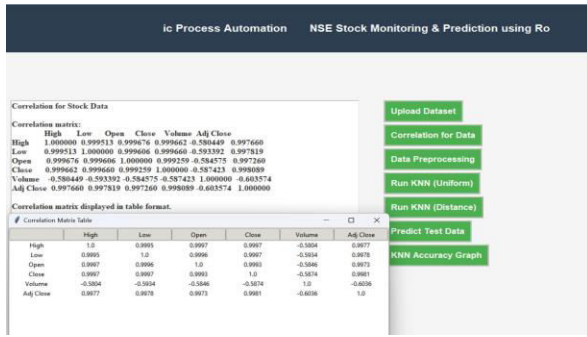 ic Process Automation NSE Stock Monitoring & Prediction using Ro
Correlation for Stock Data
Correlation matrix:
High Low Open Close Volume Adj Close
High 1.000000 0.999513 0.999676 0.999662 -0.580449 0.997660
Low 0.999513 1.000000 0.999606 0.999660 -0.593392 0.997819
Open 0.999676 0.999606 1.000000 0.999259 -0.584575 0.997260
Close 0.999662 0.999660 0.999259 1.000000 -0.587423 0.998089
Volume -0.580449 -0.593392 -0.584575 -0.587423 1.000000 -0.603574
Adj Close 0.997660 0.997819 0.997260 0.998089 -0.603574 1.000000
Correlation matrix displayed in table format.
Correlation Matrix Table
High Low Open Close Volume Adj Close
High 1.0 0.9995 0.9997 0.9997 -0.5804 0.9977
Low 0.9995 1.0 0.9996 0.9997 -0.5934 0.9978
Open 0.9997 0.9996 1.0 0.9993 -0.5846 0.9973
Close 0.9997 0.9997 0.9993 1.0 -0.5874 0.9981
Volume -0.5804 -0.5934 -0.5846 -0.5874 1.0 -0.6036
Adj Close 0.9977 0.9978 0.9973 0.9981 -0.6036 1.0
Upload Dataset
Correlation for Data
Data Preprocessing
Run KNN (Uniform)
Run KNN (Distance)
Predict Test Data
KNN Accuracy Graph